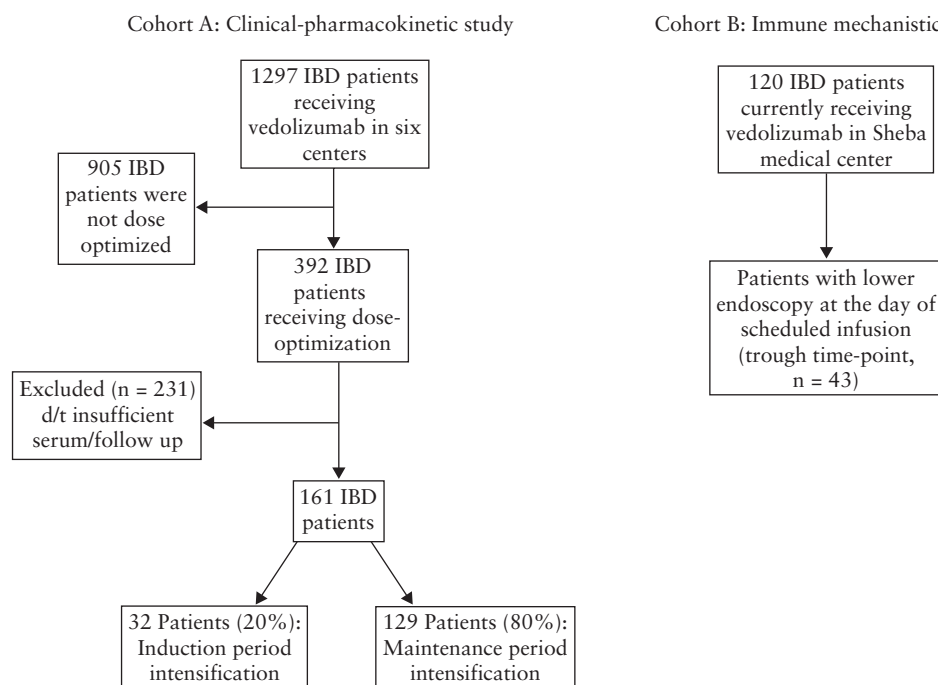 Cohort A: Clinical-pharmacokinetic study
1297 IBD patients
receiving
vedolizumab in six
centers
905 IBD
patients were
not dose
optimized
392 IBD
patients
receiving dose-
optimization
Excluded (n = 231)
d/t insufficient
serum/follow up
161 IBD
patients
32 Patients (20%):
Induction period
intensification
129 Patients (80%):
Maintenance period
intensification
Cohort B: Immune mechanistic
120 IBD patients
currently receiving
vedolizumab in Sheba
medical center
Patients with lower
endoscopy at the day of
scheduled infusion
(trough time-point,
n = 43)